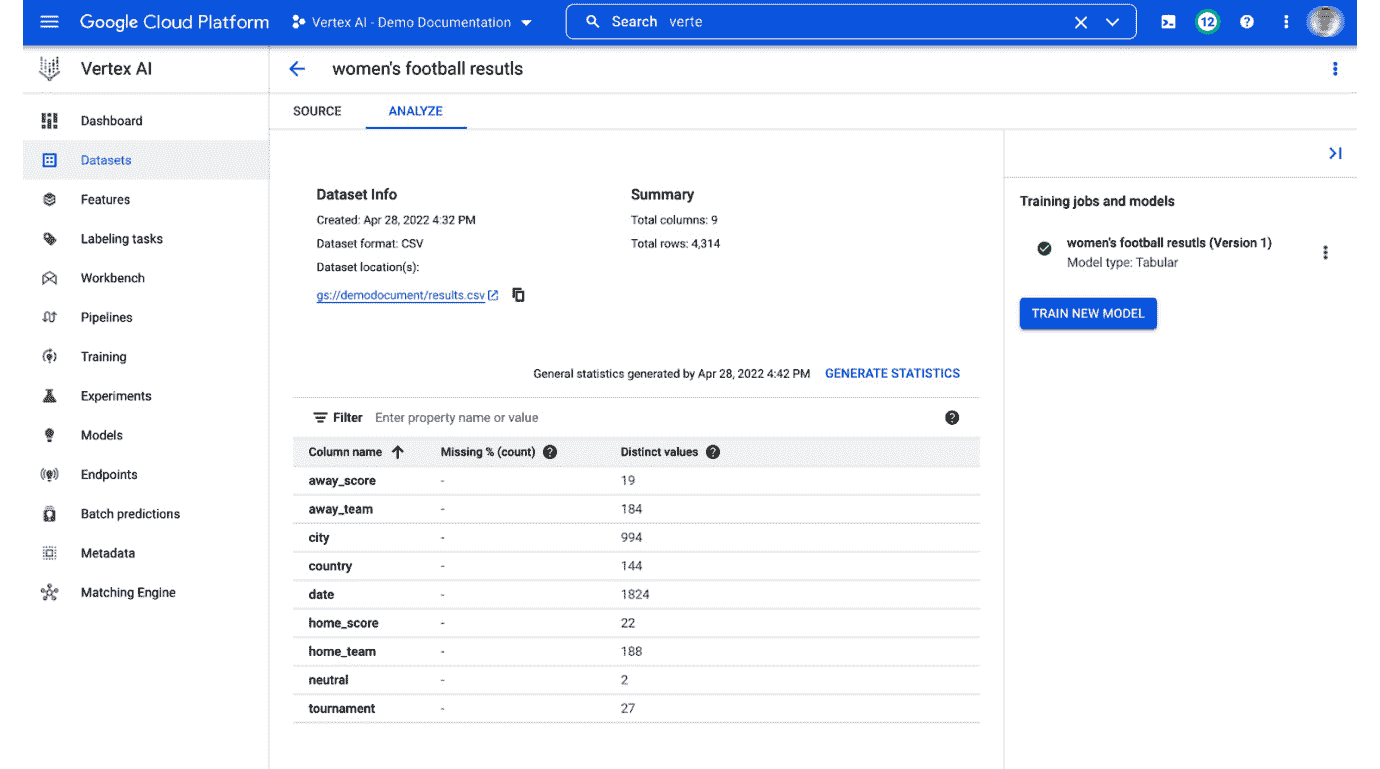 Google Cloud Platform
Vertex AI - Demo Documentation
Search verte
12
Vertex AI
women's football resutls
SOURCE
ANALYZE
Dashboard
Datasets
Features
Labeling tasks
Workbench
Pipelines
Training
Experiments
Models
Endpoints
Batch predictions
Metadata
Matching Engine
Dataset Info
Created: Apr 28, 2022 4:32 PM
Dataset format: CSV
Dataset location(s):
gs://demodocument/results.csv
Summary
Total columns: 9
Total rows: 4,314
General statistics generated by Apr 28, 2022 4:42 PM GENERATE STATISTICS
Filter Enter property name or value
Column name Missing % (count) Distinct values
away_score - 19
away_team - 184
city - 994
country - 144
date - 1824
home_score - 22
home_team - 188
neutral - 2
tournament - 27
Training jobs and models
women's football resutls (Version 1)
Model type: Tabular
TRAIN NEW MODEL